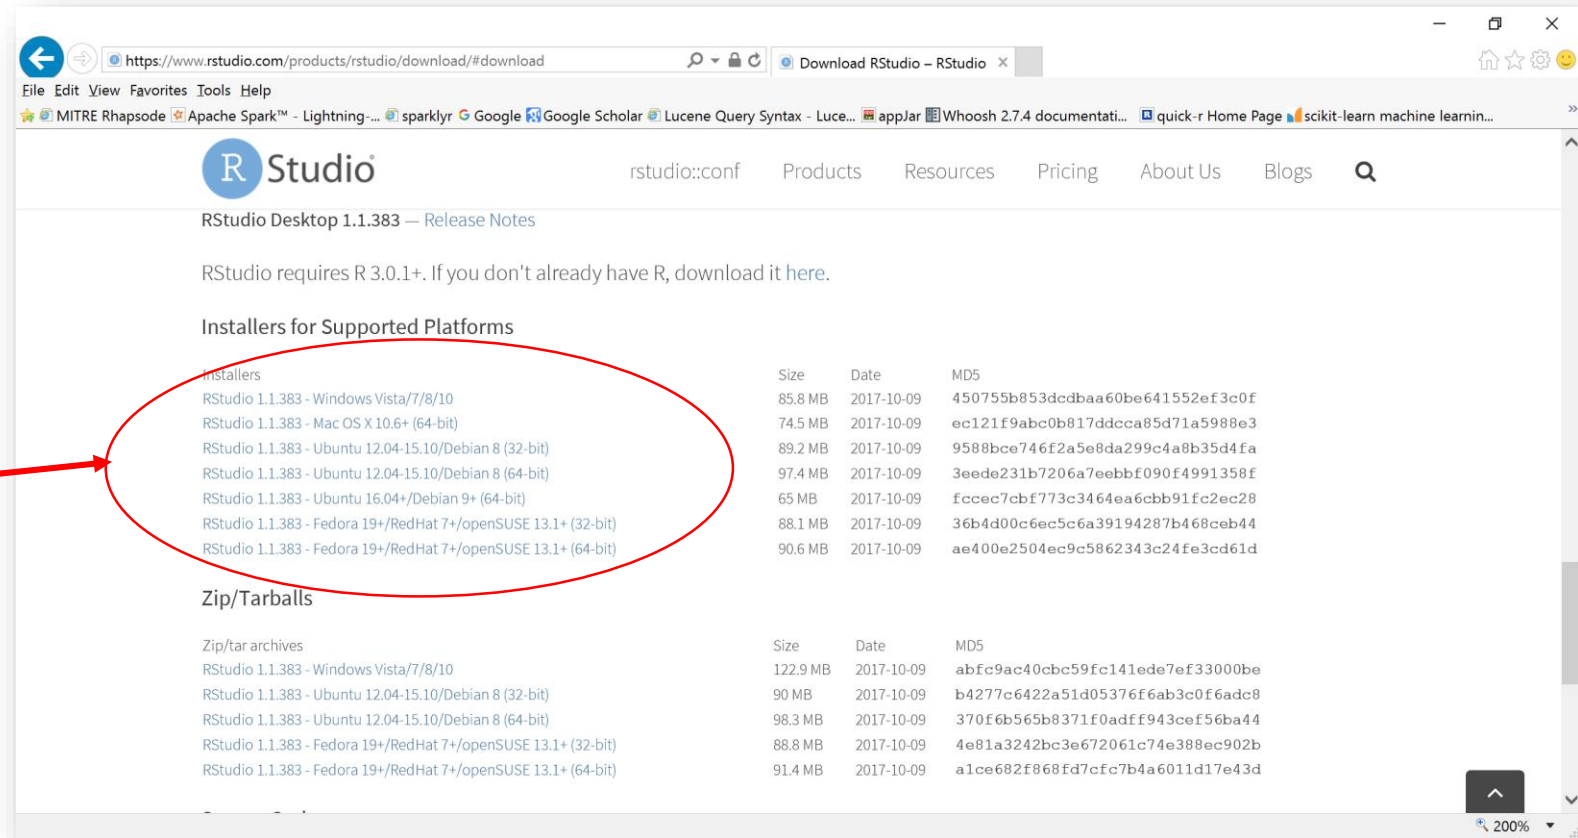 https://www.rstudio.com/products/rstudio/download/#download
Download RStudio – RStudio
File Edit View Favorites Tools Help
MITRE Rhapsode Apache Spark™ - Lightning-... sparklyr Google Google Scholar Lucene Query Syntax - Luce... appJar Whoosh 2.7.4 documentati... quick-r Home Page scikit-learn machine learnin...
R Studio
rstudio::conf Products Resources Pricing About Us Blogs
RStudio Desktop 1.1.383 — Release Notes
RStudio requires R 3.0.1+. If you don't already have R, download it here.
Installers for Supported Platforms
Installers Size Date MD5
RStudio 1.1.383 - Windows Vista/7/8/10 85.8 MB 2017-10-09 450755b853dcdbaa60be641552ef3c0f
RStudio 1.1.383 - Mac OS X 10.6+ (64-bit) 74.5 MB 2017-10-09 ec121f9abc0b817ddcca85d71a5988e3
RStudio 1.1.383 - Ubuntu 12.04-15.10/Debian 8 (32-bit) 89.2 MB 2017-10-09 9588bce746f2a5e8da299c4a8b35d4fa
RStudio 1.1.383 - Ubuntu 12.04-15.10/Debian 8 (64-bit) 97.4 MB 2017-10-09 3eede231b7206a7eebbf090f4991358f
RStudio 1.1.383 - Ubuntu 16.04+/Debian 9+ (64-bit) 65 MB 2017-10-09 fccec7cbf773c3464ea6cbb91fc2ec28
RStudio 1.1.383 - Fedora 19+/RedHat 7+/openSUSE 13.1+ (32-bit) 88.1 MB 2017-10-09 36b4d00c6ec5c6a39194287b468ceb44
RStudio 1.1.383 - Fedora 19+/RedHat 7+/openSUSE 13.1+ (64-bit) 90.6 MB 2017-10-09 ae400e2504ec9c5862343c24fe3cd61d
Zip/Tarballs
Zip/tar archives Size Date MD5
RStudio 1.1.383 - Windows Vista/7/8/10 122.9 MB 2017-10-09 abfc9ac40cbc59fc141ede7ef33000be
RStudio 1.1.383 - Ubuntu 12.04-15.10/Debian 8 (32-bit) 90 MB 2017-10-09 b4277c6422a51d05376f6ab3c0f6adc8
RStudio 1.1.383 - Ubuntu 12.04-15.10/Debian 8 (64-bit) 98.3 MB 2017-10-09 370f6b565b8371f0adff943cef56ba44
RStudio 1.1.383 - Fedora 19+/RedHat 7+/openSUSE 13.1+ (32-bit) 88.8 MB 2017-10-09 4e81a3242bc3e672061c74e388ec902b
RStudio 1.1.383 - Fedora 19+/RedHat 7+/openSUSE 13.1+ (64-bit) 91.4 MB 2017-10-09 a1ce682f868fd7cfc7b4a6011d17e43d
200%